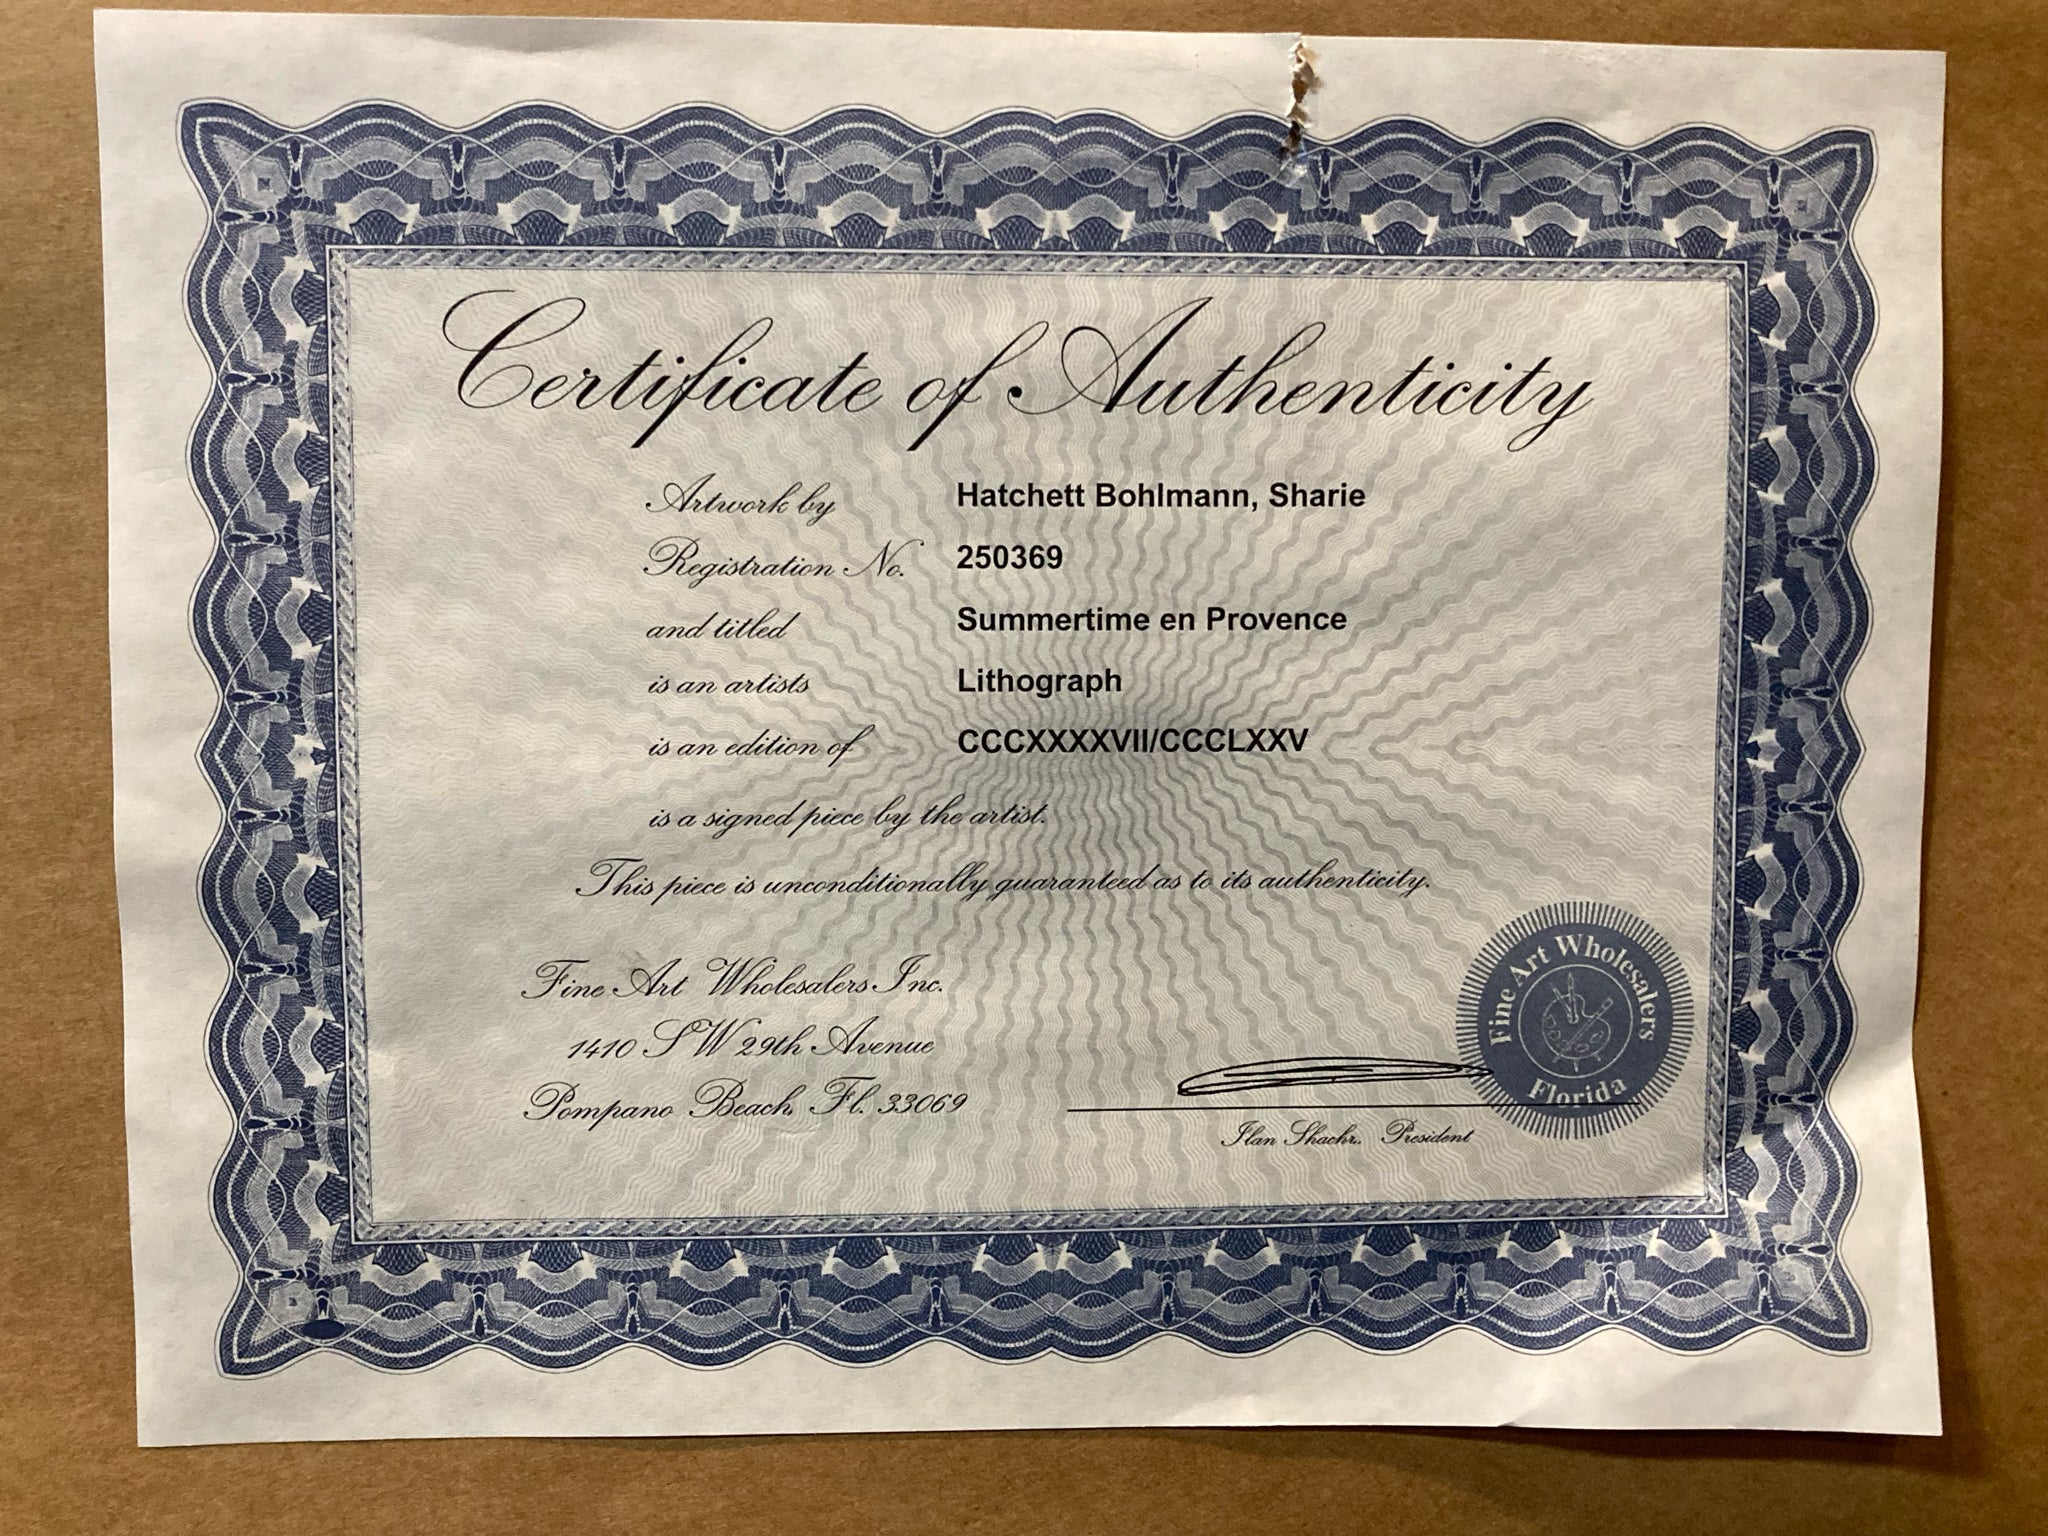 Certificate of Authenticity
Artwork by Hatchett Bohlmann, Sharie
Registration No. 250369
and titled Summertime en Provence
is an artists Lithograph
is an edition of CCCXXXXVII/CCCLXXV
is a signed piece by the artist.
This piece is unconditionally guaranteed as to its authenticity.
Fine Art Wholesalers Inc.
1410 SW 29th Avenue
Pompano Beach, Fl. 33069
Fine Art Wholesalers
Florida
Ilan Shachr. President